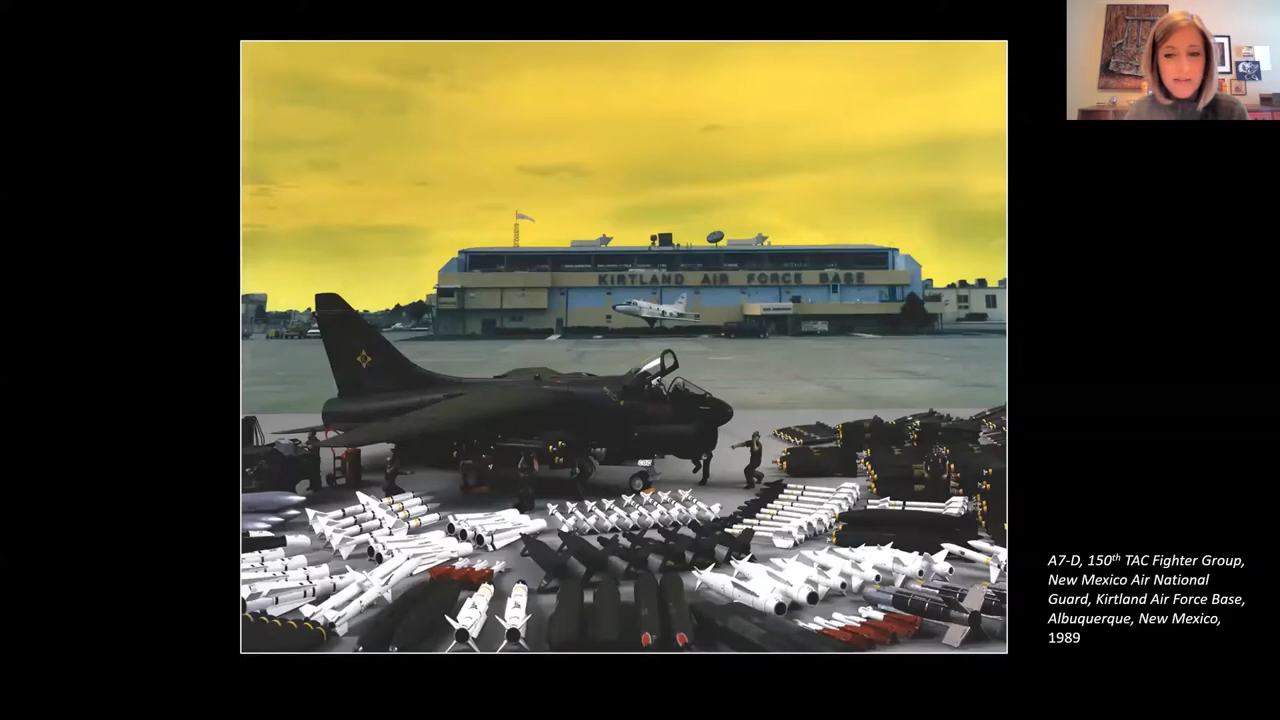 KIRTLAND AIR FORCE BASE
A7-D, 150th TAC Fighter Group,
New Mexico Air National
Guard, Kirtland Air Force Base,
Albuquerque, New Mexico,
1989